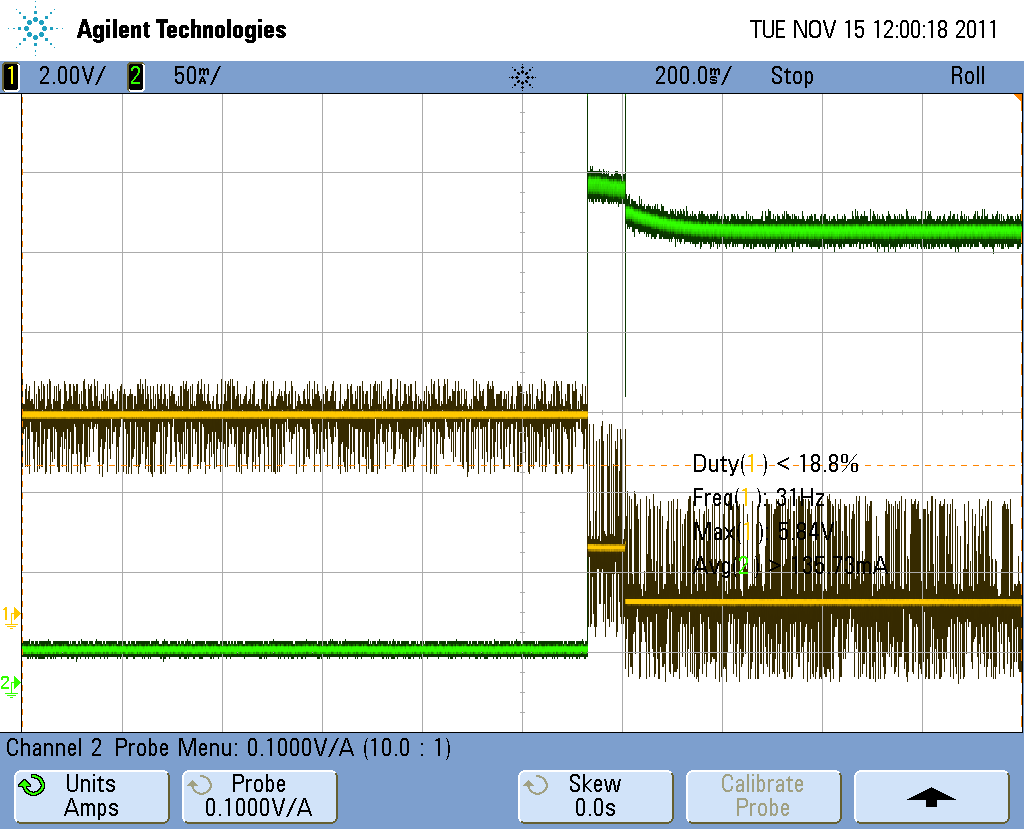 Agilent Technologies
TUE NOV 15 12:00:18 2011
1 2.00V/ 2 50mA/ 200.0ms/ Stop Roll
Duty(1) < 18.8%
Freq(1): 31Hz
Max(1): 5.84V
Avg(2) > 135.73mA
1
2
Channel 2 Probe Menu: 0.1000V/A (10.0 : 1)
Units
Amps
Probe
0.1000V/A
Skew
0.0s
Calibrate
Probe